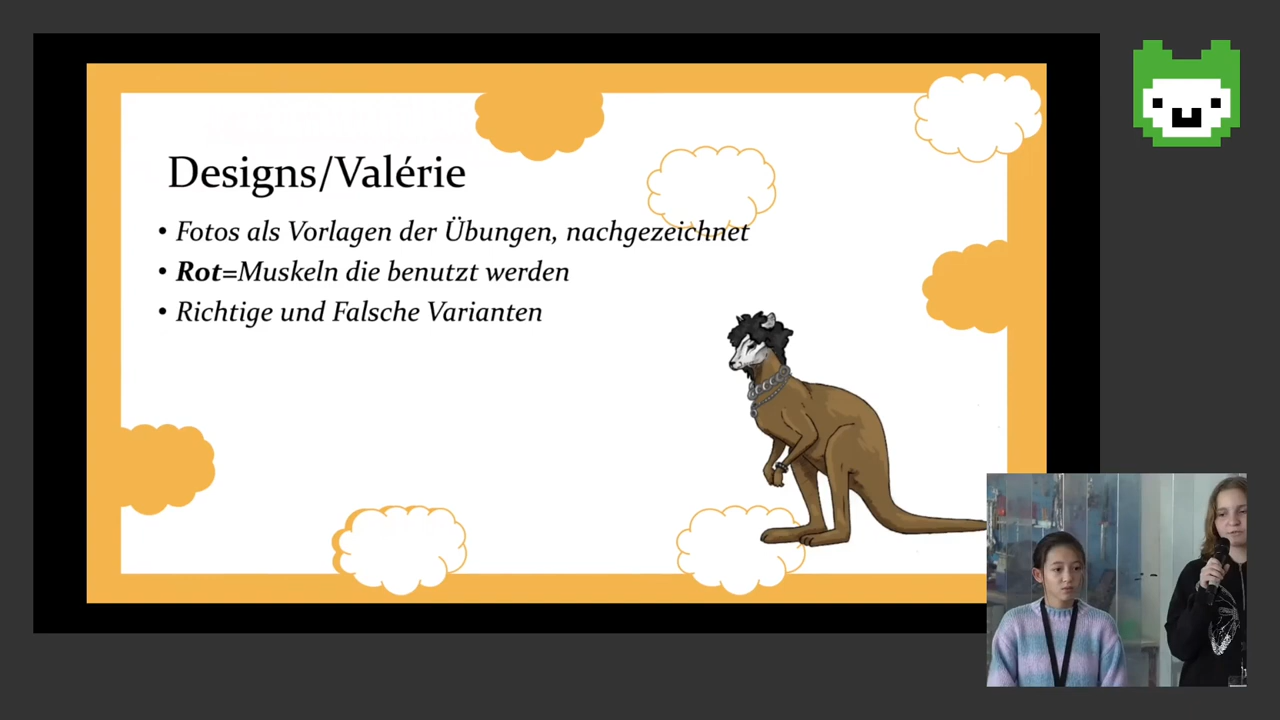 Designs/Valérie
• Fotos als Vorlagen der Übungen, nachgezeichnet
• Rot=Muskeln die benutzt werden
• Richtige und Falsche Varianten